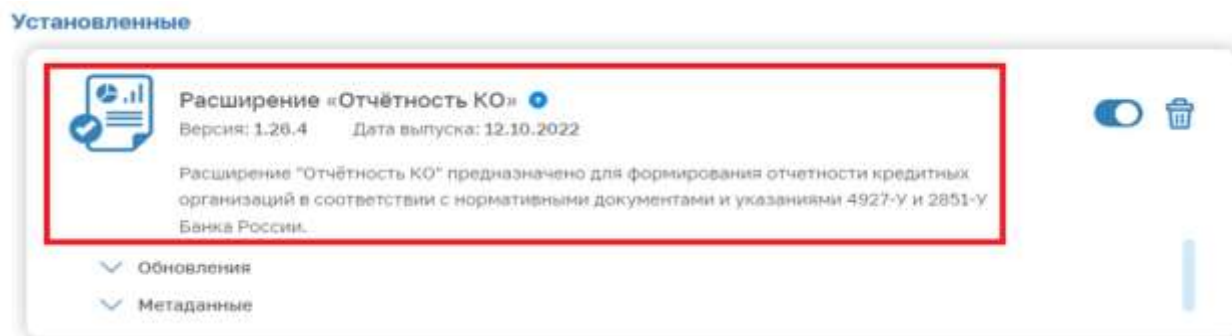 Установленные
Расширение «Отчётность КО»
Версия: 1.26.4 Дата выпуска: 12.10.2022
Расширение "Отчётность КО" предназначено для формирования отчетности кредитных
организаций в соответствии с нормативными документами и указаниями 4927-У и 2851-У
Банка России.
Обновления
Метаданные